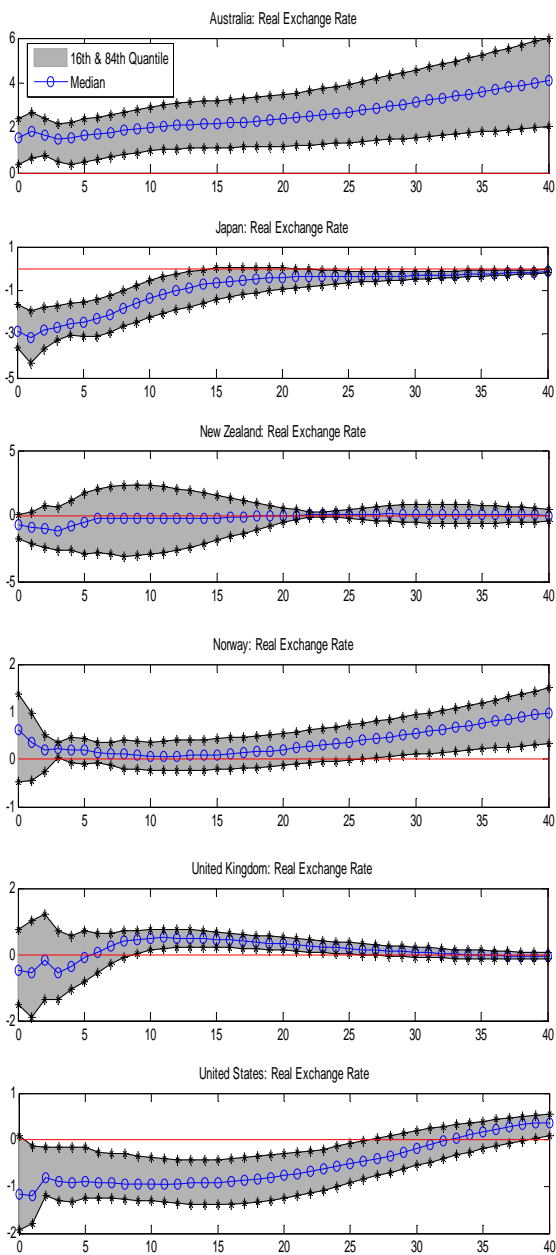 Australia: Real Exchange Rate
6
4
2
0
16th & 84th Quantile
Median
0 5 10 15 20 25 30 35 40
Japan: Real Exchange Rate
1
-1
-3
-5
0 5 10 15 20 25 30 35 40
New Zealand: Real Exchange Rate
5
0
-5
0 5 10 15 20 25 30 35 40
Norway: Real Exchange Rate
2
1
0
-1
0 5 10 15 20 25 30 35 40
United Kingdom: Real Exchange Rate
2
0
-2
0 5 10 15 20 25 30 35 40
United States: Real Exchange Rate
1
0
-1
-2
0 5 10 15 20 25 30 35 40